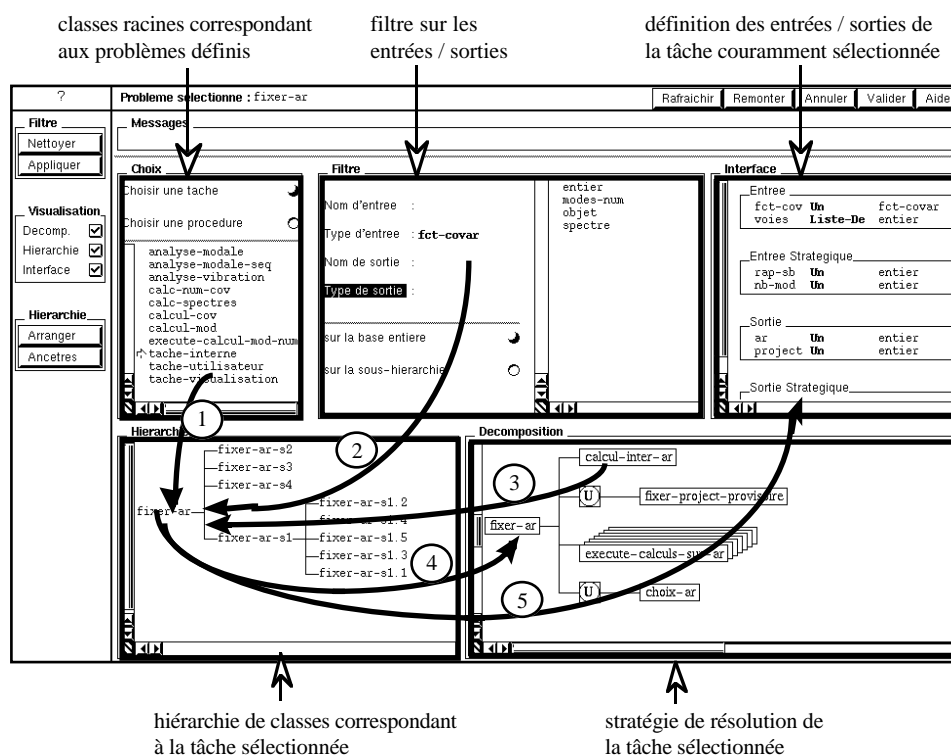 classes racines correspondant
aux problèmes définis
filtre sur les
entrées / sorties
définition des entrées / sorties de
la tâche couramment sélectionnée
?
Probleme selectionne : fixer-ar
Rafraichir Remonter Annuler Valider Aide
Filtre
Nettoyer
Appliquer
Messages
Visualisation
Decomp.
Hierarchie
Interface
Hierarchie
Arranger
Ancetres
Choix
Choisir une tache
Choisir une procedure
analyse-modale
analyse-modale-seq
analyse-vibration
calc-num-cov
calc-spectres
calcul-cov
calcul-mod
execute-calcul-mod-num
tache-interne
tache-utilisateur
tache-visualisation
Filtre
Nom d'entree :
Type d'entree : fct-covar
Nom de sortie :
Type de sortie :
sur la base entiere
sur la sous-hierarchie
entier
modes-num
objet
spectre
Interface
Entree
fct-cov Un fct-covar
voies Liste-De entier
Entree Strategique
rap-sb Un entier
nb-mod Un entier
Sortie
ar Un entier
project Un entier
Sortie Strategique
1
2
3
4
5
Hierarchie
fixer-ar-s2
fixer-ar-s3
fixer-ar-s4
fixer-ar
fixer-ar-s1
fixer-ar-s1.2
fixer-ar-s1.4
fixer-ar-s1.5
fixer-ar-s1.3
fixer-ar-s1.1
Decomposition
calcul-inter-ar
U
fixer-project-provisoire
fixer-ar
execute-calculs-sur-ar
U
choix-ar
hiérarchie de classes correspondant
à la tâche sélectionnée
stratégie de résolution de
la tâche sélectionnée